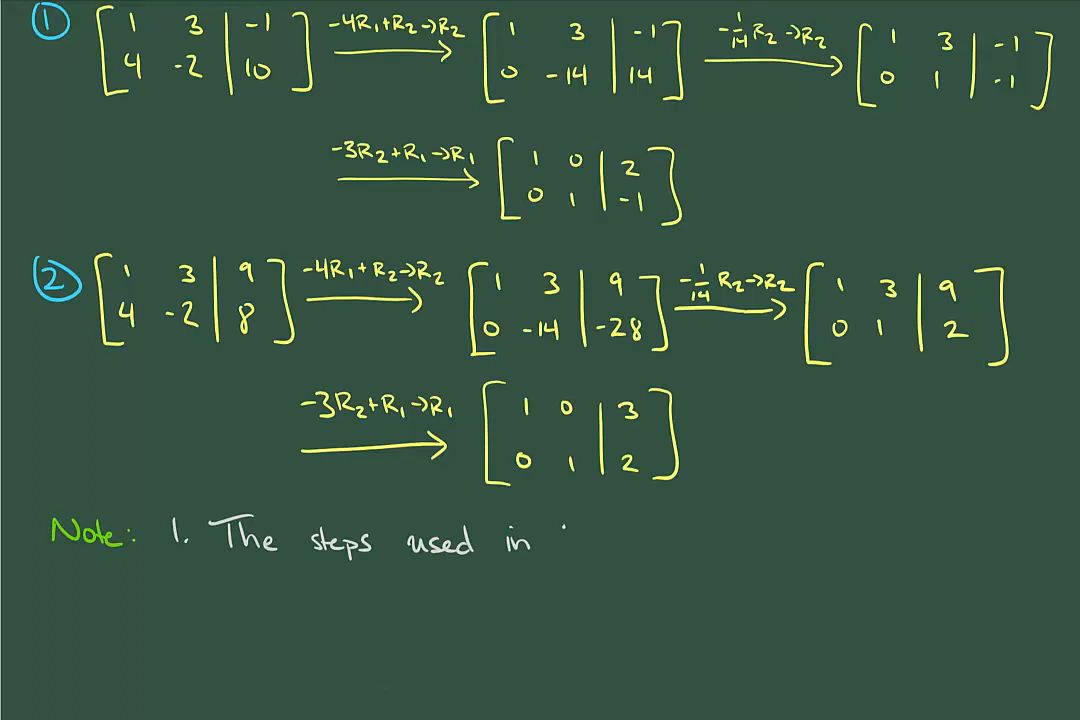 ① [ 1 3 | -1 ] -4R₁+R₂→R₂ [ 1 3 | -1 ] -1/14 R₂→R₂ [ 1 3 | -1 ]
[ 4 -2 | 10 ] [ 0 -14 | 14 ] [ 0 1 | -1 ]
-3R₂+R₁→R₁ [ 1 0 | 2 ]
[ 0 1 | -1 ]
② [ 1 3 | 9 ] -4R₁+R₂→R₂ [ 1 3 | 9 ] -1/14 R₂→R₂ [ 1 3 | 9 ]
[ 4 -2 | 8 ] [ 0 -14 | -28 ] [ 0 1 | 2 ]
-3R₂+R₁→R₁ [ 1 0 | 3 ]
[ 0 1 | 2 ]
Note: 1. The steps used in